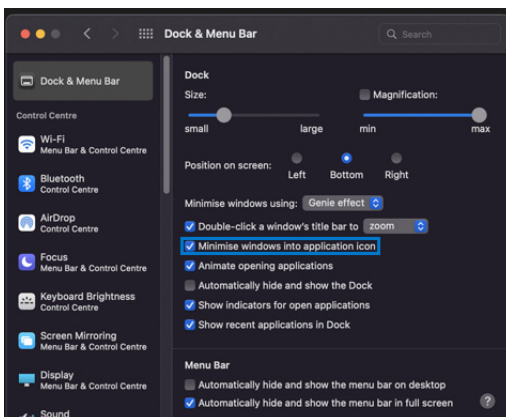 Dock & Menu Bar
Search
Dock & Menu Bar
Control Centre
Wi-Fi
Menu Bar & Control Centre
Bluetooth
Control Centre
AirDrop
Control Centre
Focus
Menu Bar & Control Centre
Keyboard Brightness
Control Centre
Screen Mirroring
Menu Bar & Control Centre
Display
Menu Bar & Control Centre
Sound
Dock
Size:
Magnification:
small large min max
Position on screen:
Left Bottom Right
Minimise windows using: Genie effect
Double-click a window's title bar to zoom
Minimise windows into application icon
Animate opening applications
Automatically hide and show the Dock
Show indicators for open applications
Show recent applications in Dock
Menu Bar
Automatically hide and show the menu bar on desktop
Automatically hide and show the menu bar in full screen
?